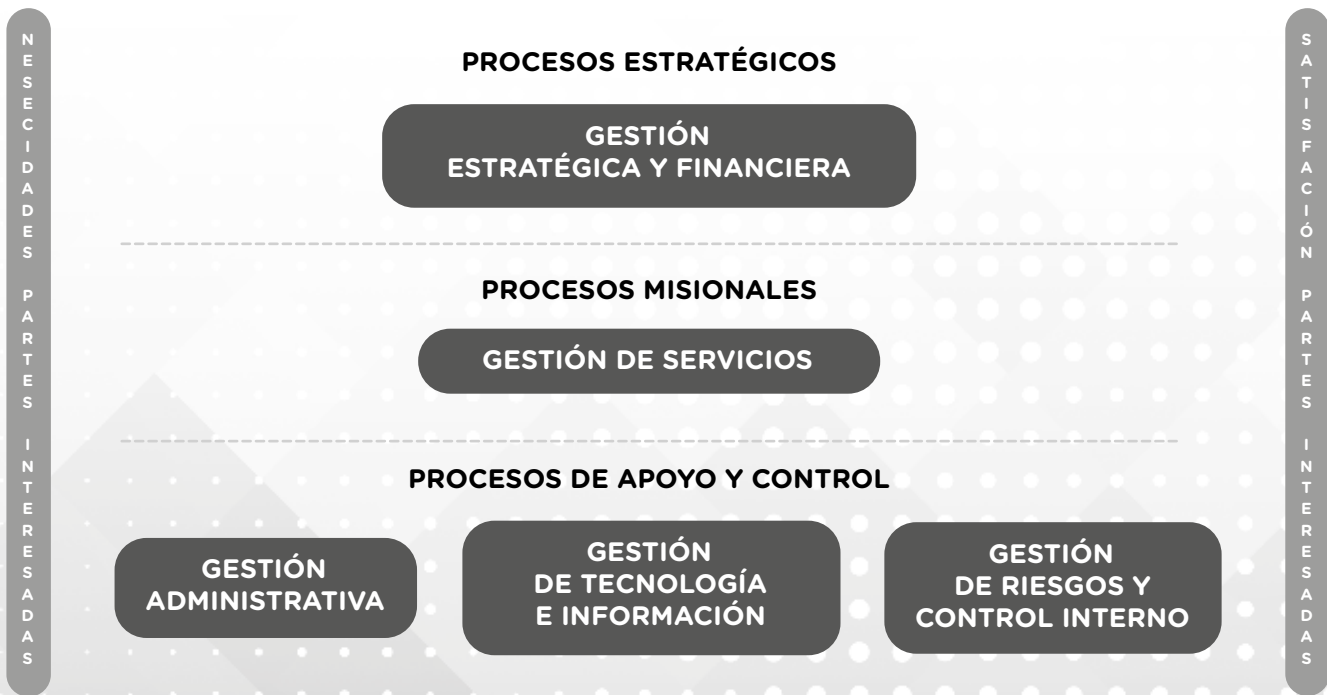 NESECIDADES PARTES INTERESADAS
PROCESOS ESTRATÉGICOS
GESTIÓN
ESTRATÉGICA Y FINANCIERA
PROCESOS MISIONALES
GESTIÓN DE SERVICIOS
PROCESOS DE APOYO Y CONTROL
GESTIÓN
ADMINISTRATIVA
GESTIÓN
DE TECNOLOGÍA
E INFORMACIÓN
GESTIÓN
DE RIESGOS Y
CONTROL INTERNO
SATISFACIÓN PARTES INTERESADAS